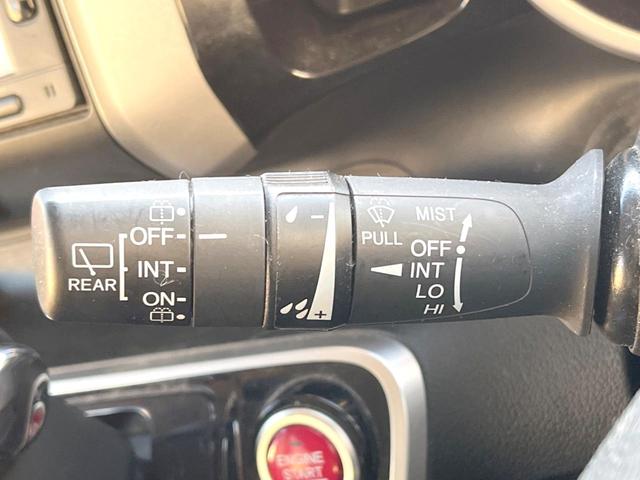 REAR
OFF
INT
ON
−
+
PULL
MIST
OFF
INT
LO
HI
ENGINE
START